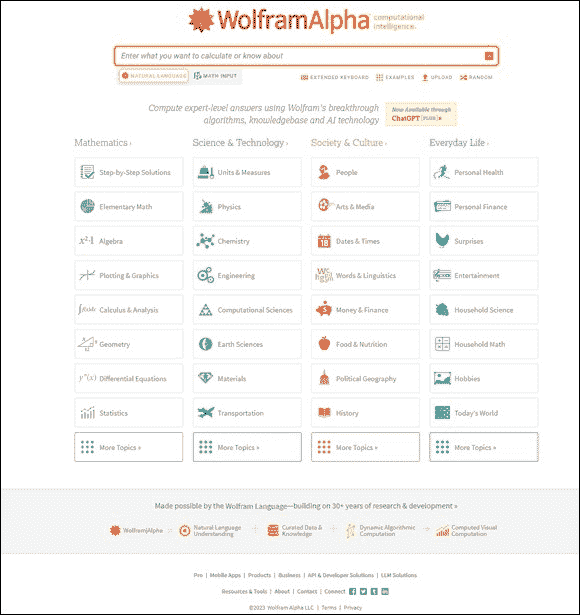 WolframAlpha computational intelligence.
Enter what you want to calculate or know about
NATURAL LANGUAGE MATH INPUT EXTENDED KEYBOARD EXAMPLES UPLOAD RANDOM
Compute expert-level answers using Wolfram's breakthrough
algorithms, knowledgebase and AI technology
Now Available through
ChatGPT PLUS
Mathematics ›
Step-by-Step Solutions
Elementary Math
Algebra
Plotting & Graphics
Calculus & Analysis
Geometry
Differential Equations
Statistics
More Topics »
Science & Technology ›
Units & Measures
Physics
Chemistry
Engineering
Computational Sciences
Earth Sciences
Materials
Transportation
More Topics »
Society & Culture ›
People
Arts & Media
18 Dates & Times
Words & Linguistics
Money & Finance
Food & Nutrition
Political Geography
History
More Topics »
Everyday Life ›
Personal Health
Personal Finance
Surprises
Entertainment
Household Science
Household Math
Hobbies
Today's World
More Topics »
Made possible by the Wolfram Language—building on 30+ years of research & development »
Wolfram|Alpha
Natural Language
Understanding
Curated Data &
Knowledge
Dynamic Algorithmic
Computation
Computed Visual
Computation
Pro | Mobile Apps | Products | Business | API & Developer Solutions | LLM Solutions
Resources & Tools | About | Contact | Connect
©2023 Wolfram Alpha LLC | Terms | Privacy